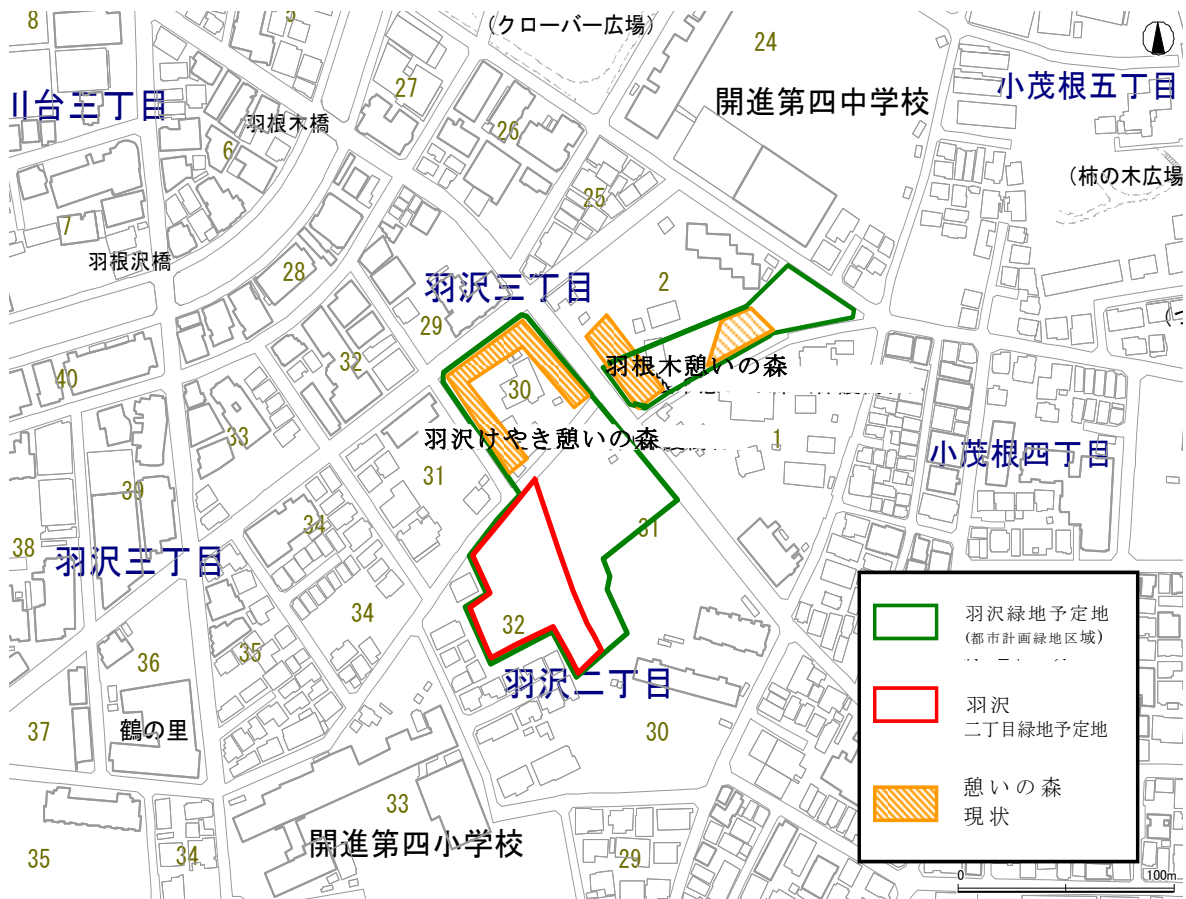 8
5
(クローバー広場)
24
27
小茂根五丁目
川台三丁目
開進第四中学校
羽根木橋
26
6
(柿の木広場
25
7
羽根沢橋
28
2
羽沢三丁目
29
(つ
32
羽根木憩いの森
40
30
33
羽沢けやき憩いの森
1
小茂根四丁目
31
39
34
31
38
羽沢三丁目
34
32
羽沢緑地予定地
(都市計画緑地区域)
36
35
羽沢二丁目
羽沢
二丁目緑地予定地
37
鶴の里
30
憩いの森
現状
33
開進第四小学校
35
34
29
0
100m